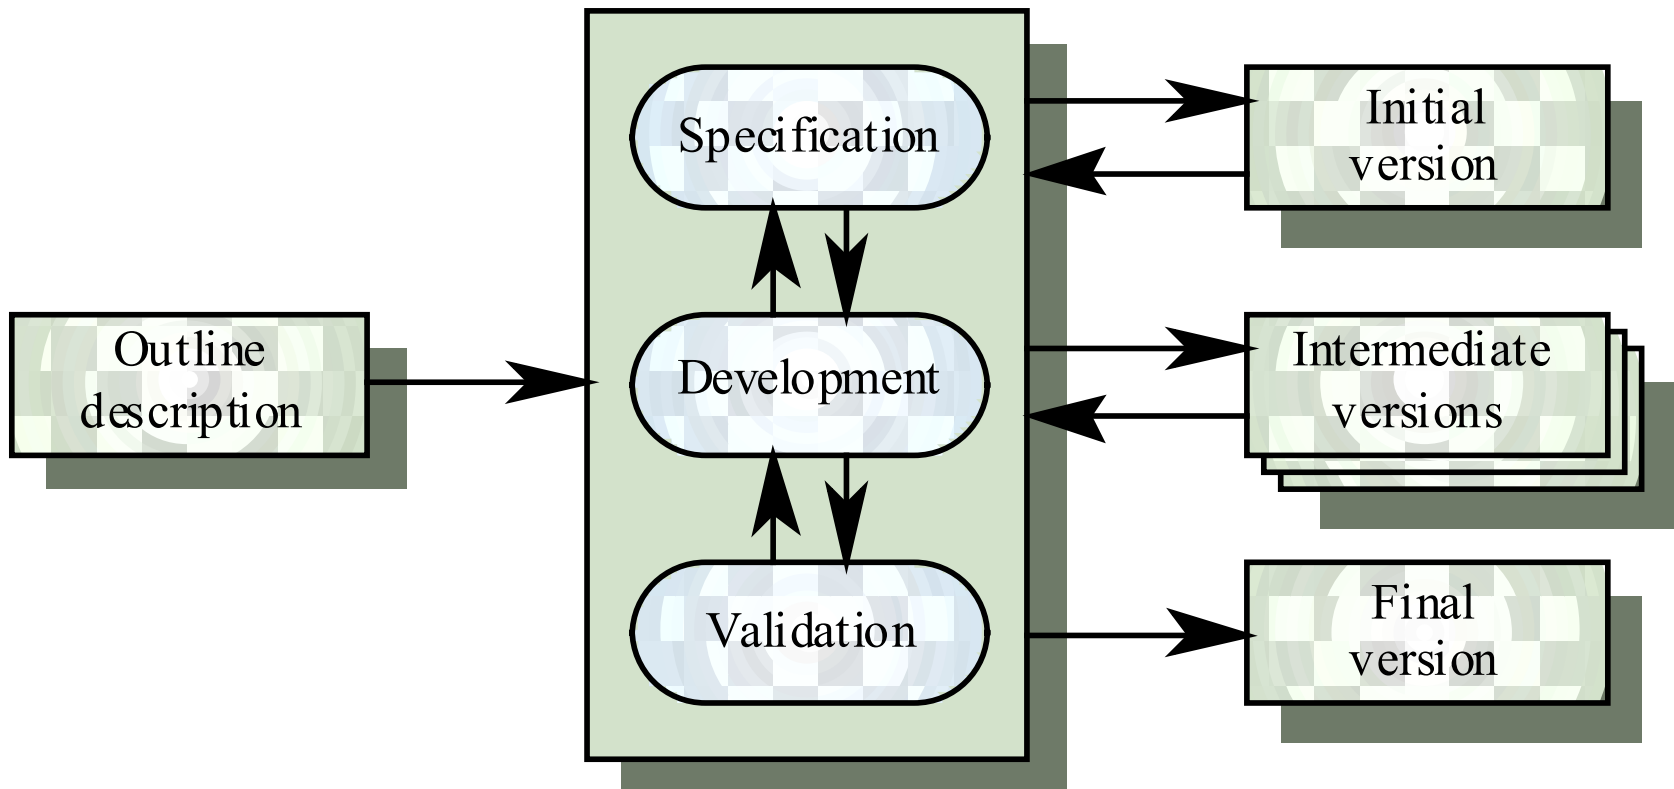 Specification
Initial
version
Outline
description
Development
Intermediate
versions
Validation
Final
version